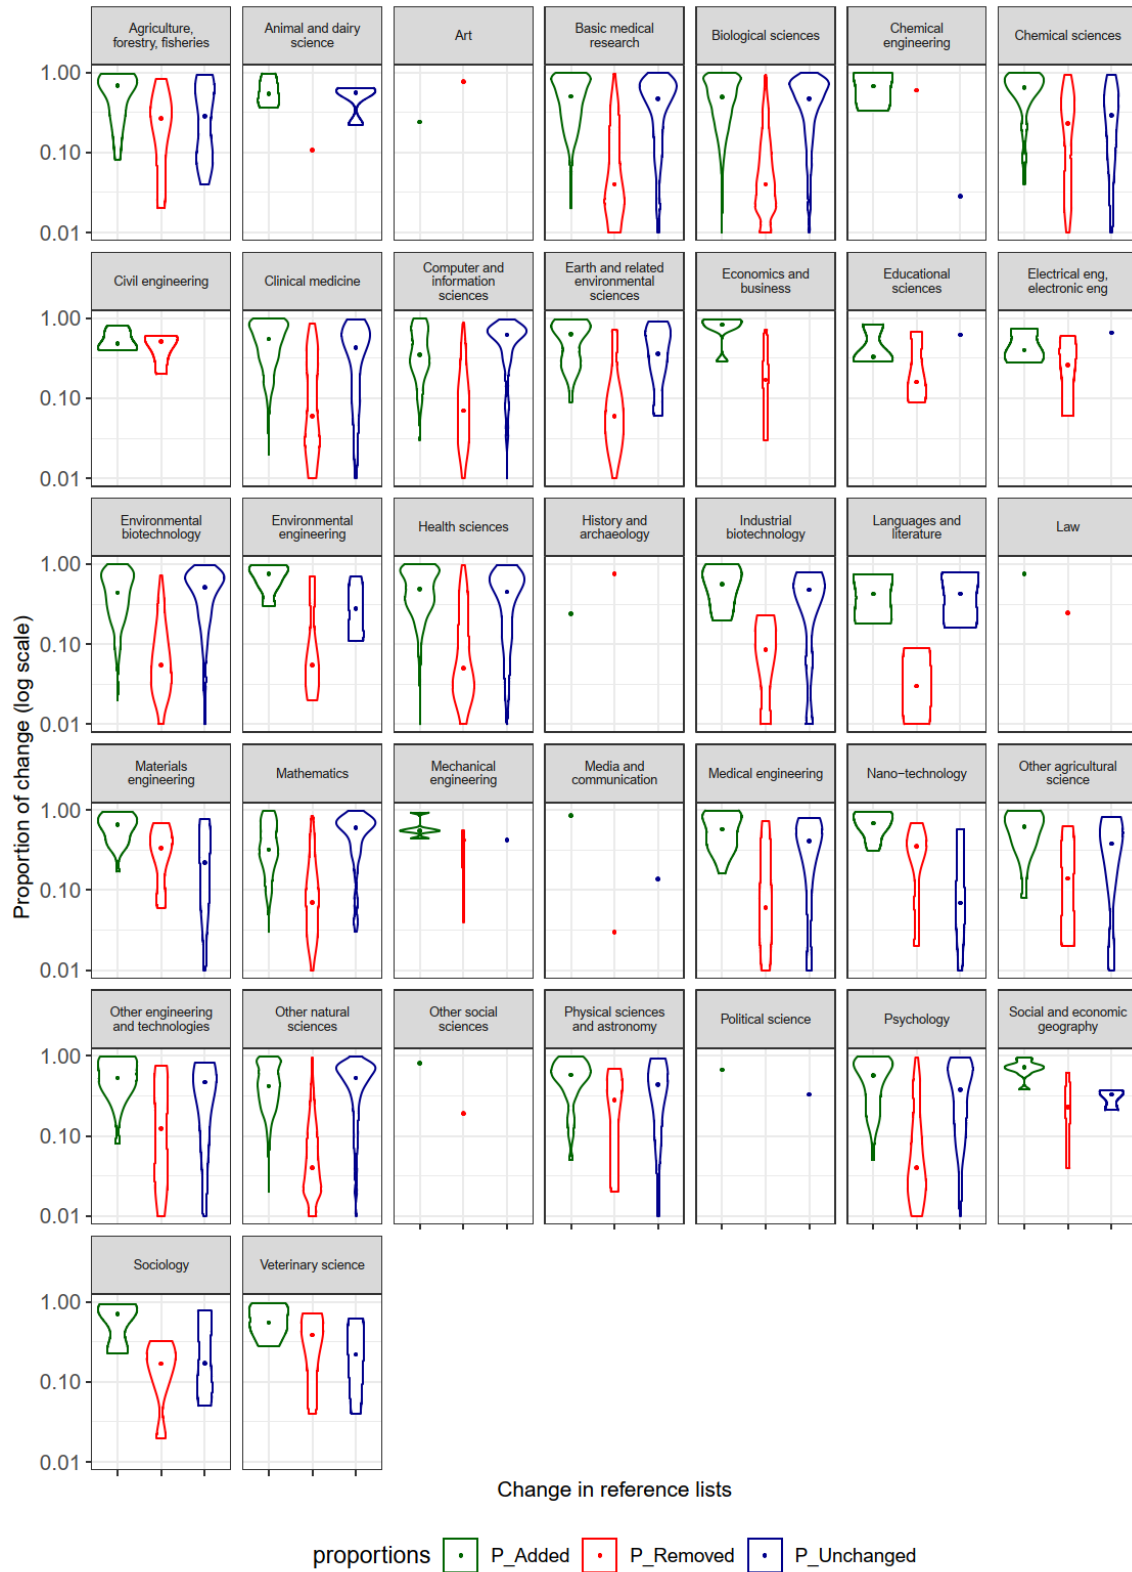 Agriculture,
forestry, fisheries
Animal and dairy
science
Art
Basic medical
research
Biological sciences
Chemical
engineering
Chemical sciences
1.00
0.10
0.01
Civil engineering
Clinical medicine
Computer and
information
sciences
Earth and related
environmental
sciences
Economics and
business
Educational
sciences
Electrical eng,
electronic eng
1.00
0.10
0.01
Environmental
biotechnology
Environmental
engineering
Health sciences
History and
archaeology
Industrial
biotechnology
Languages and
literature
Law
1.00
0.10
0.01
Proportion of change (log scale)
Materials
engineering
Mathematics
Mechanical
engineering
Media and
communication
Medical engineering
Nano−technology
Other agricultural
science
1.00
0.10
0.01
Other engineering
and technologies
Other natural
sciences
Other social
sciences
Physical sciences
and astronomy
Political science
Psychology
Social and economic
geography
1.00
0.10
0.01
Sociology
Veterinary science
1.00
0.10
0.01
Change in reference lists
proportions P_Added P_Removed P_Unchanged